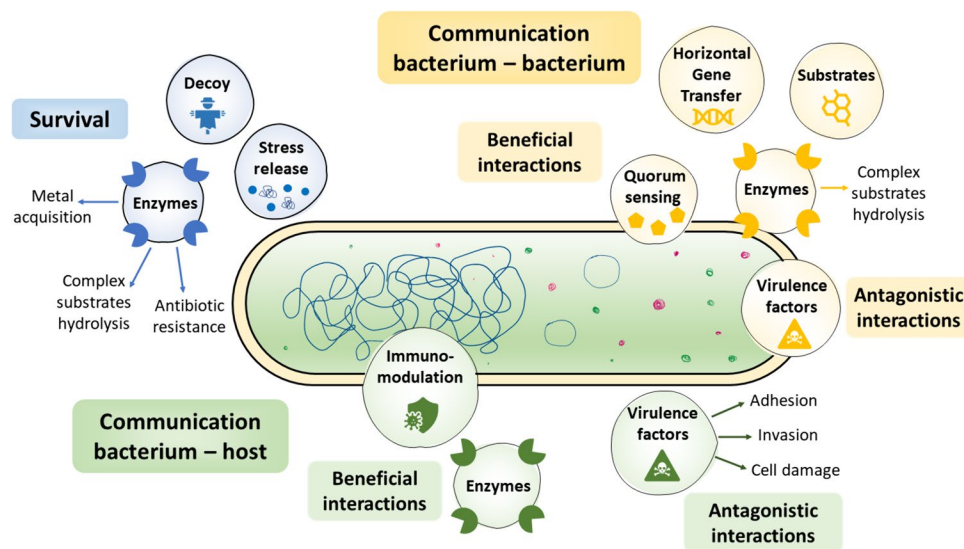 Communication
bacterium – bacterium
Horizontal
Gene
Transfer
Substrates
Decoy
Survival
Stress
release
Beneficial
interactions
Quorum
sensing
Enzymes
Complex
substrates
hydrolysis
Metal
acquisition
Enzymes
Complex
substrates
hydrolysis
Antibiotic
resistance
Virulence
factors
Antagonistic
interactions
Immuno-
modulation
Communication
bacterium – host
Beneficial
interactions
Enzymes
Virulence
factors
Adhesion
Invasion
Cell damage
Antagonistic
interactions